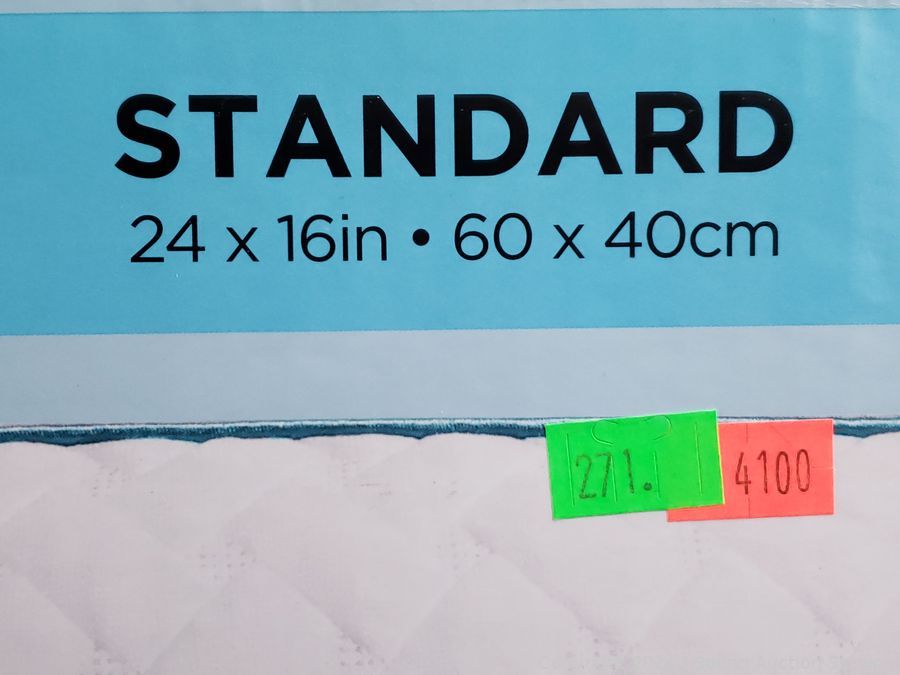 STANDARD
24 x 16in • 60 x 40cm
271.
4100